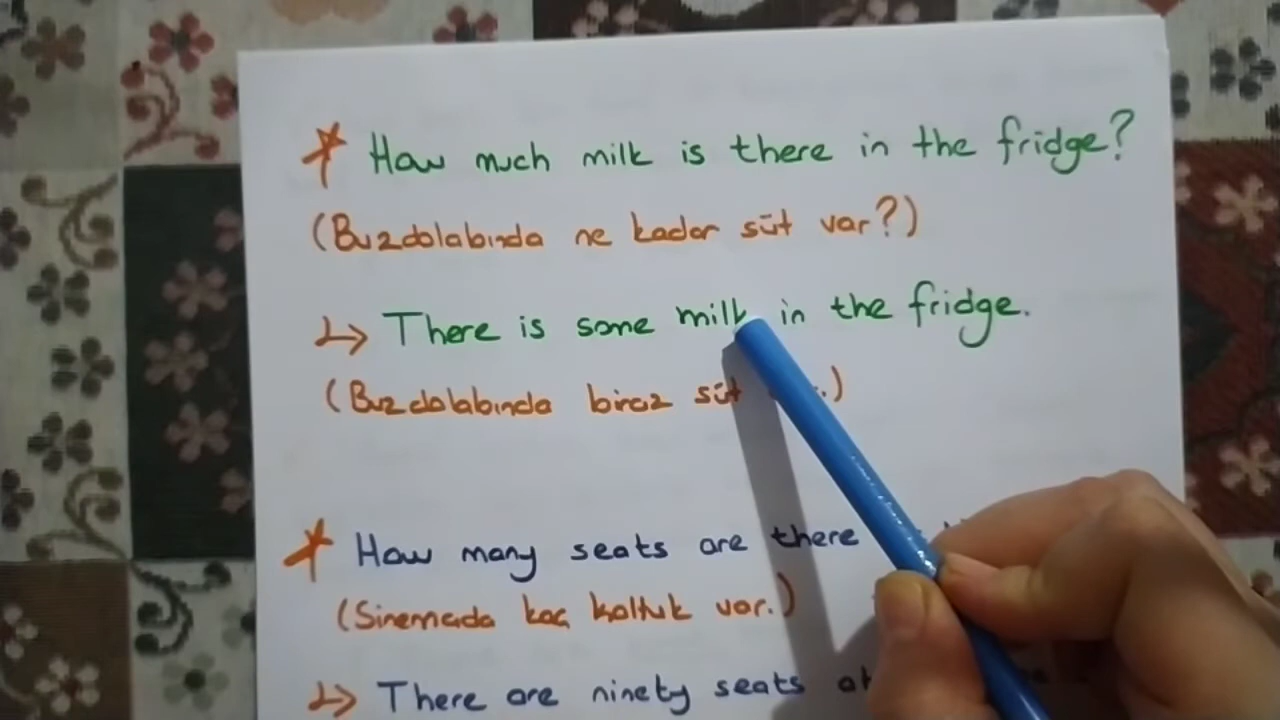 * How much milk is there in the fridge?
(Buzdolabında ne kadar süt var?)
↳ There is some milk in the fridge.
(Buzdolabında biraz süt .)
* How many seats are there
(Sinemada kaç koltuk var.)
↳ There are ninety seats